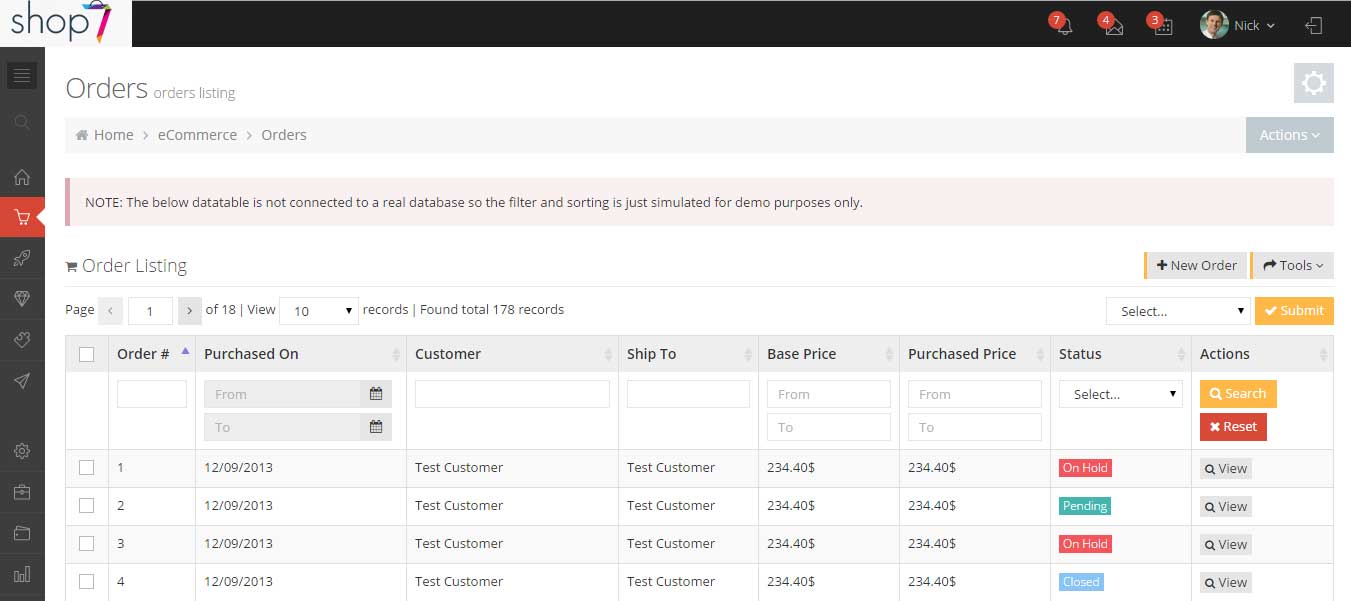 shop7
7 4 3 Nick
Orders orders listing
Home > eCommerce > Orders
Actions
NOTE: The below datatable is not connected to a real database so the filter and sorting is just simulated for demo purposes only.
Order Listing
New Order Tools
Page < 1 > of 18 | View 10 records | Found total 178 records
Select... Submit
Order # Purchased On Customer Ship To Base Price Purchased Price Status Actions
From From From Select... Search
To To To Reset
1 12/09/2013 Test Customer Test Customer 234.40$ 234.40$ On Hold View
2 12/09/2013 Test Customer Test Customer 234.40$ 234.40$ Pending View
3 12/09/2013 Test Customer Test Customer 234.40$ 234.40$ On Hold View
4 12/09/2013 Test Customer Test Customer 234.40$ 234.40$ Closed View